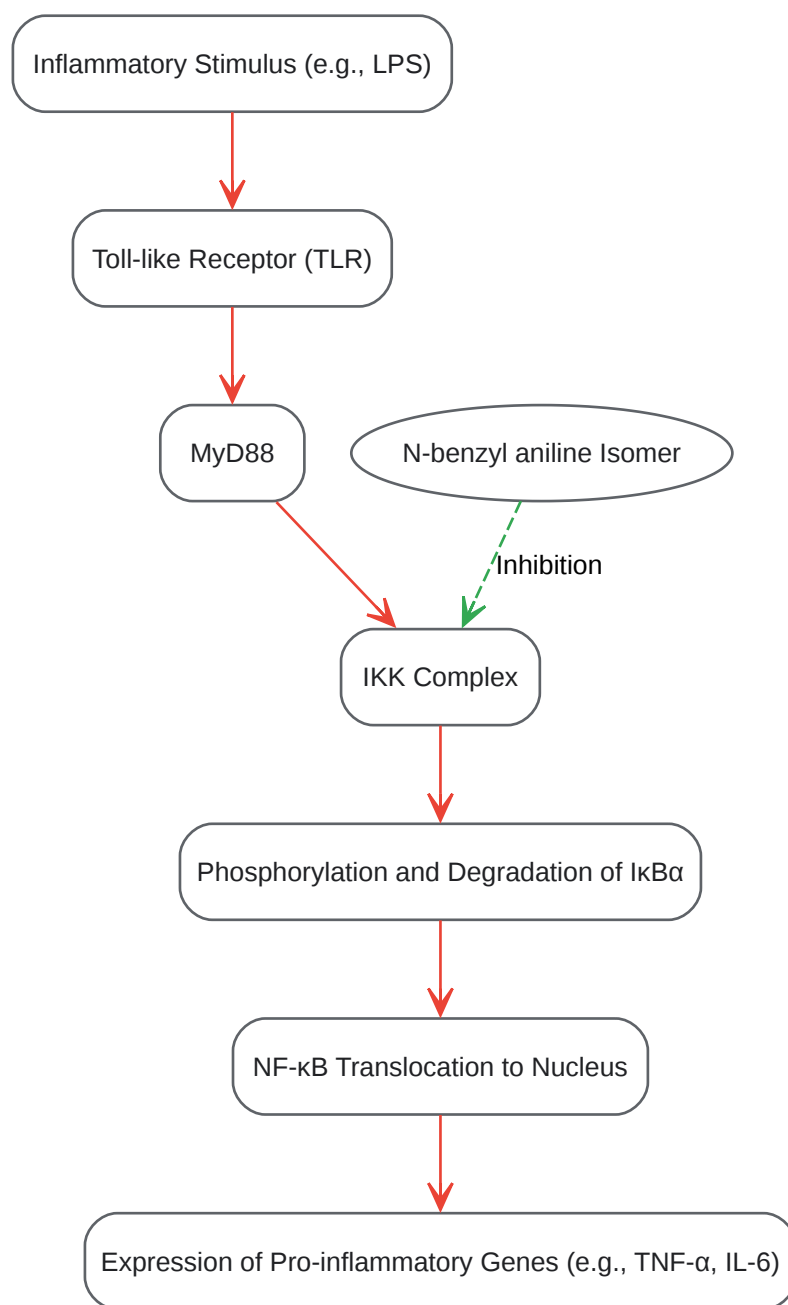 Inflammatory Stimulus (e.g., LPS)
Toll-like Receptor (TLR)
MyD88
N-benzyl aniline Isomer
Inhibition
IKK Complex
Phosphorylation and Degradation of IκBα
NF-κB Translocation to Nucleus
Expression of Pro-inflammatory Genes (e.g., TNF-α, IL-6)